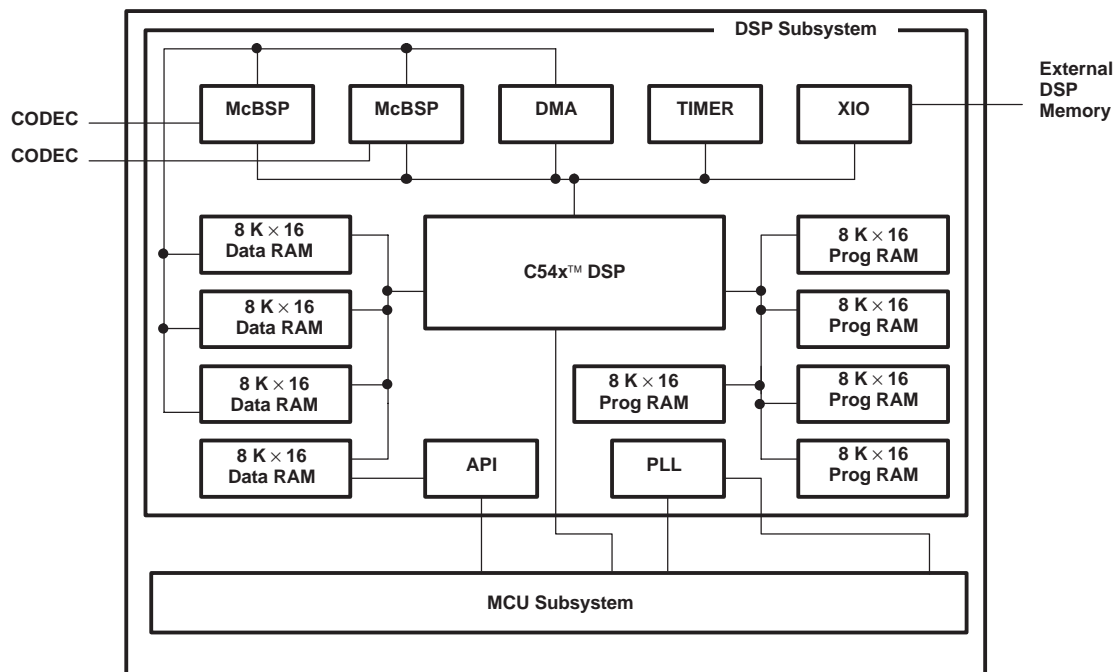 DSP Subsystem
External
DSP
Memory
McBSP
McBSP
DMA
TIMER
XIO
CODEC
CODEC
8 K × 16
Data RAM
C54x™ DSP
8 K × 16
Prog RAM
8 K × 16
Data RAM
8 K × 16
Prog RAM
8 K × 16
Data RAM
8 K × 16
Prog RAM
8 K × 16
Prog RAM
8 K × 16
Data RAM
API
PLL
8 K × 16
Prog RAM
MCU Subsystem